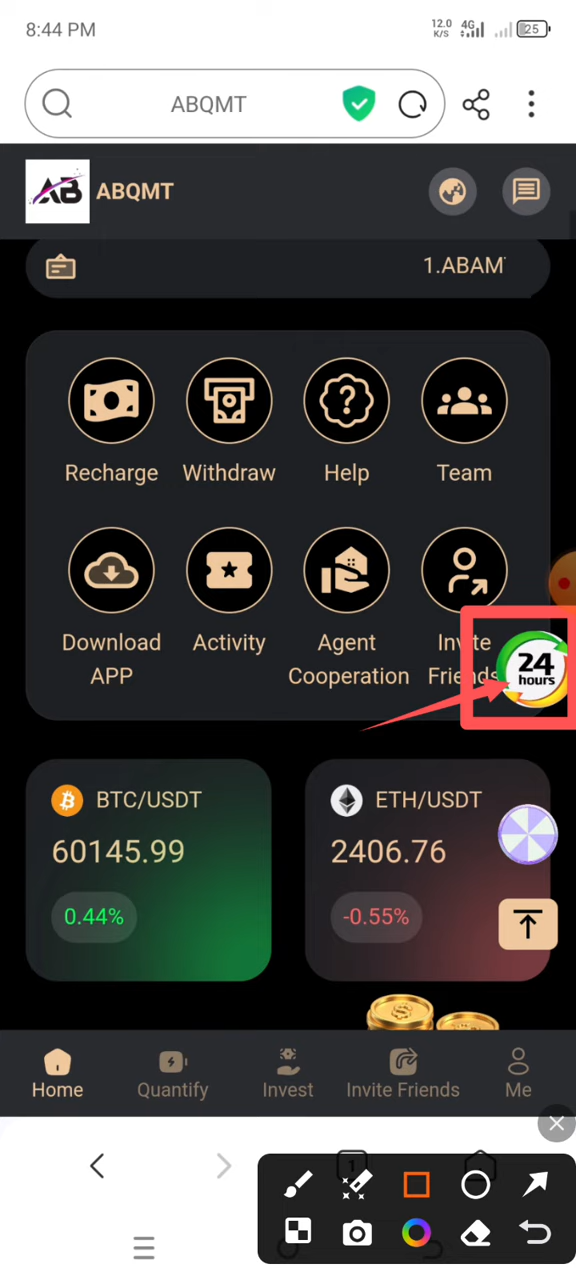 8:44 PM
12.0
K/S
4G
25
ABQMT
AB ABQMT
1.ABAM
Recharge Withdraw Help Team
Download APP
Activity
Agent Cooperation
Invite Friends
24 hours
BTC/USDT
60145.99
0.44%
ETH/USDT
2406.76
-0.55%
Home Quantify Invest Invite Friends Me
1